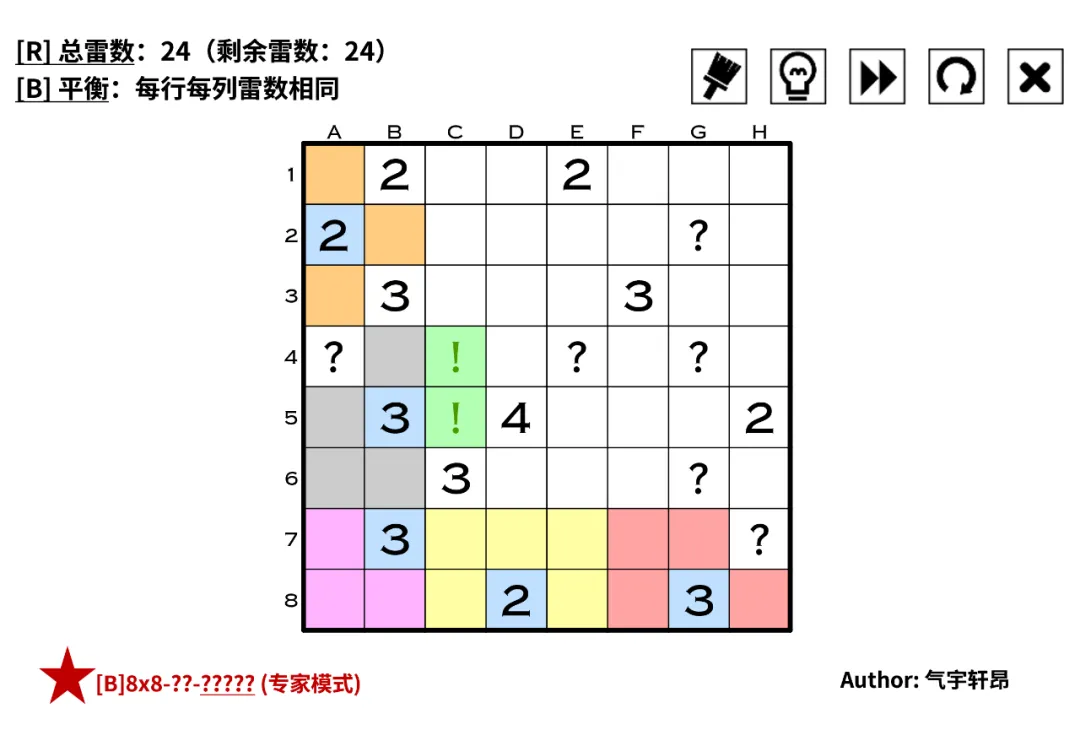 [R] 总雷数：24（剩余雷数：24）
[B] 平衡：每行每列雷数相同
A B C D E F G H
1 2 2
2 2 ?
3 3 3
4 ? ! ? ?
5 3 ! 4 2
6 3 ?
7 3 ?
8 2 3
[B]8x8-??-????? (专家模式)
Author: 气宇轩昂